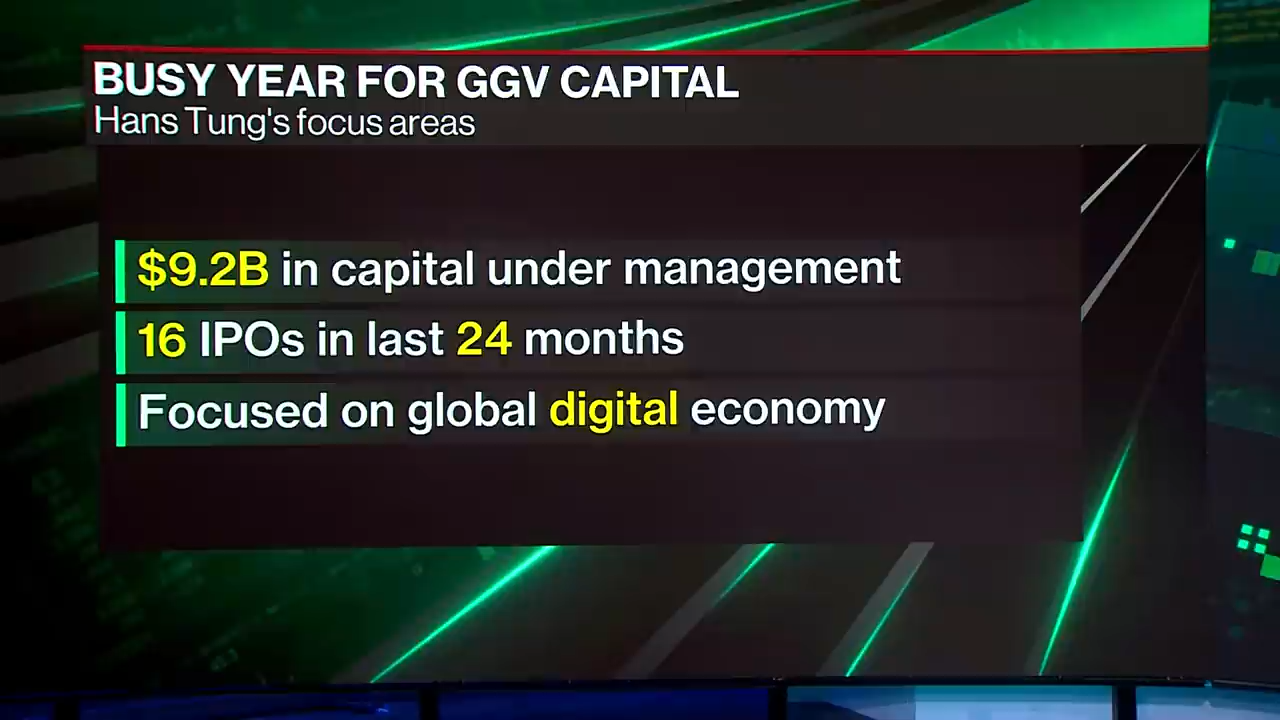 BUSY YEAR FOR GGV CAPITAL
Hans Tung's focus areas
$9.2B in capital under management
16 IPOs in last 24 months
Focused on global digital economy